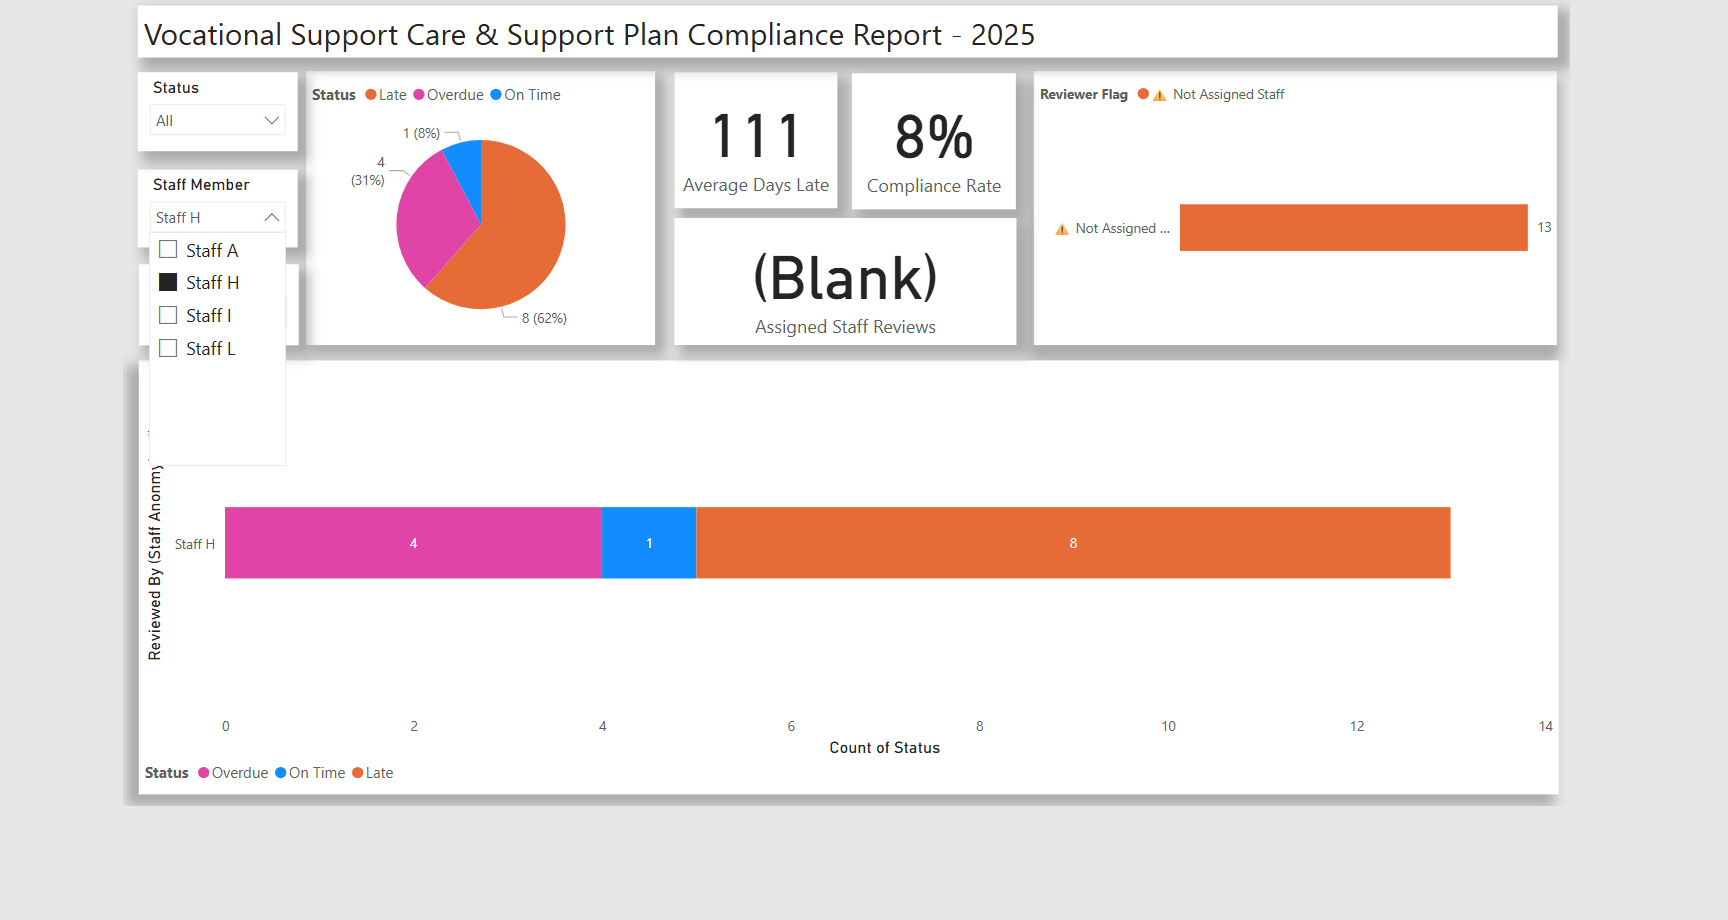 Vocational Support Care & Support Plan Compliance Report - 2025
Status
All
Staff Member
Staff H
Staff A
Staff H
Staff I
Staff L
Status Late Overdue On Time
1 (8%)
4
(31%)
8 (62%)
111
Average Days Late
8%
Compliance Rate
(Blank)
Assigned Staff Reviews
Reviewer Flag ⚠ Not Assigned Staff
⚠ Not Assigned ...
13
Reviewed By (Staff Anonmy
Staff H
4
1
8
0 2 4 6 8 10 12 14
Count of Status
Status Overdue On Time Late